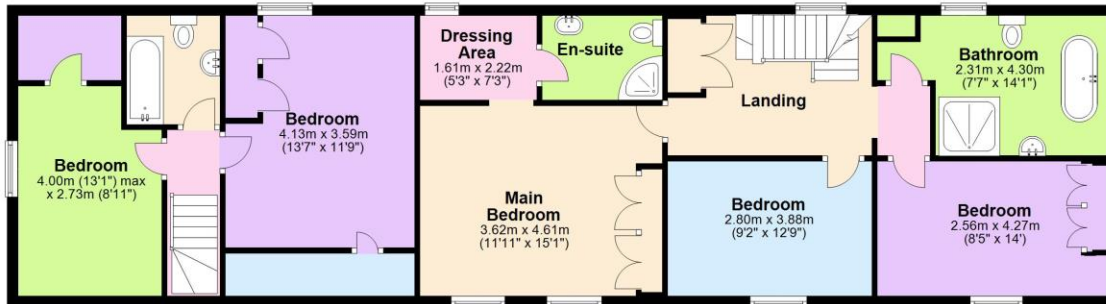 Bedroom
4.00m (13'1") max
x 2.73m (8'11")
Bedroom
4.13m x 3.59m
(13'7" x 11'9")
Dressing
Area
1.61m x 2.22m
(5'3" x 7'3")
En-suite
Main
Bedroom
3.62m x 4.61m
(11'11" x 15'1")
Landing
Bedroom
2.80m x 3.88m
(9'2" x 12'9")
Bathroom
2.31m x 4.30m
(7'7" x 14'1")
Bedroom
2.56m x 4.27m
(8'5" x 14')